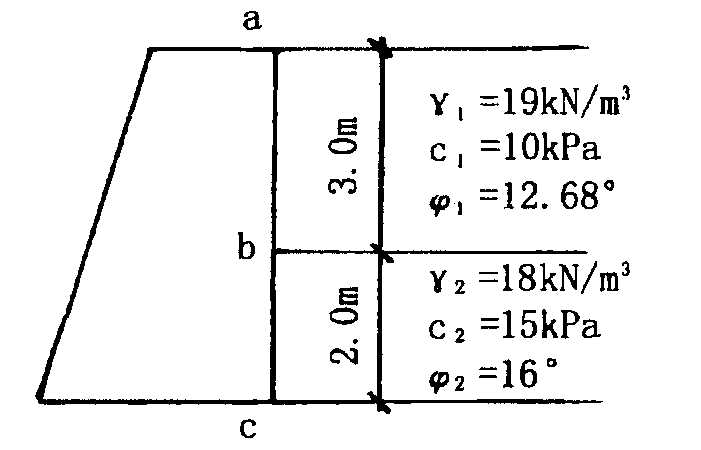 a
γ₁=19kN/m³
c₁=10kPa
3.0m
φ₁=12.68°
b
γ₂=18kN/m³
c₂=15kPa
2.0m
φ₂=16°
c